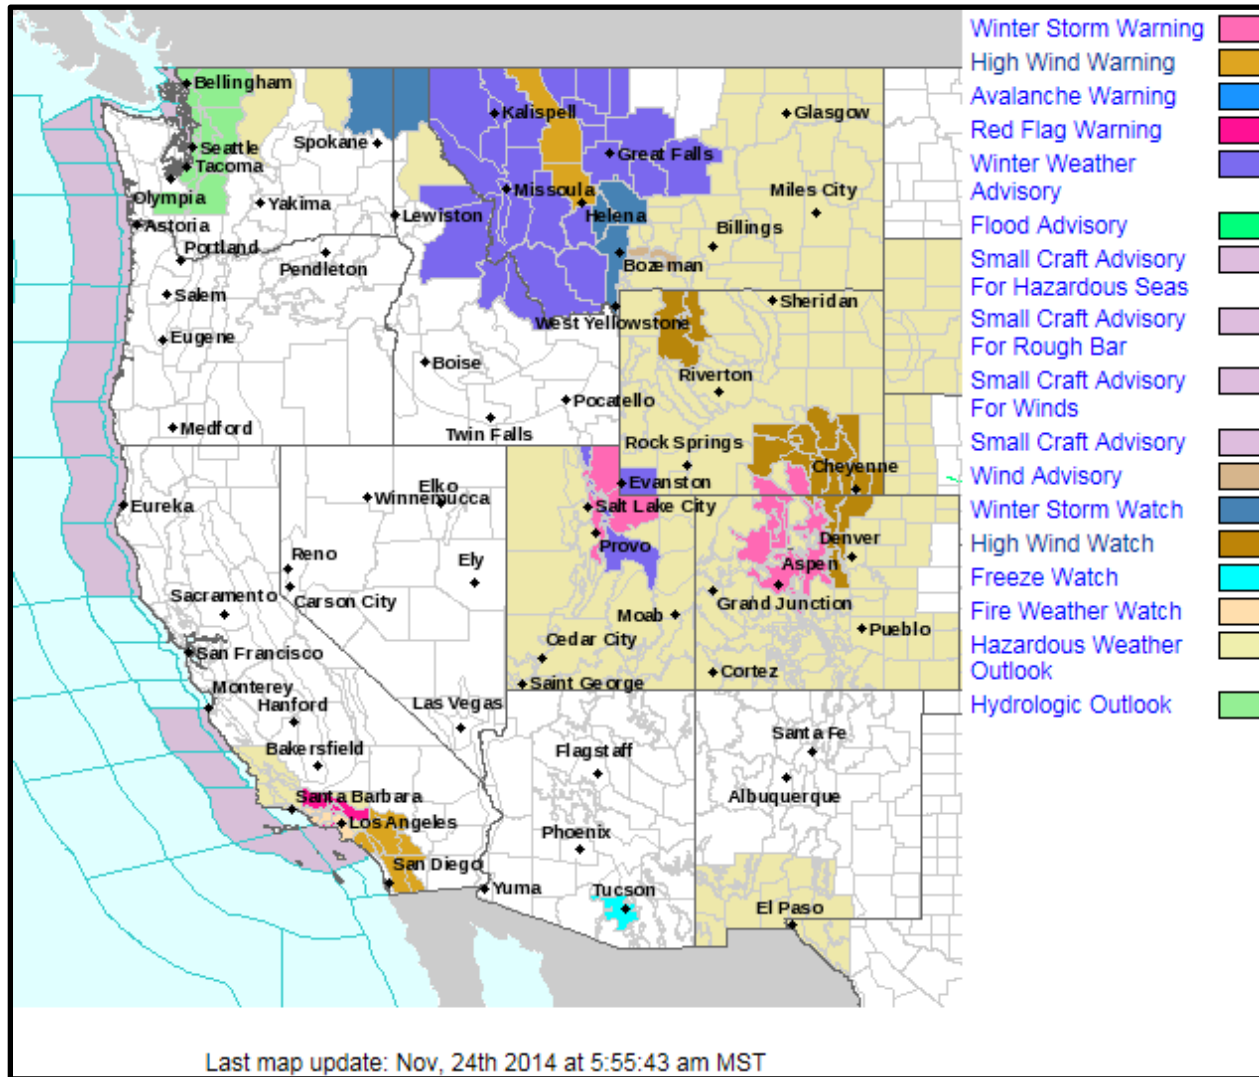 Winter Storm Warning
High Wind Warning
Avalanche Warning
Red Flag Warning
Winter Weather
Advisory
Flood Advisory
Small Craft Advisory
For Hazardous Seas
Small Craft Advisory
For Rough Bar
Small Craft Advisory
For Winds
Small Craft Advisory
Wind Advisory
Winter Storm Watch
High Wind Watch
Freeze Watch
Fire Weather Watch
Hazardous Weather
Outlook
Hydrologic Outlook
Bellingham
Kalispell
Glasgow
Spokane
Seattle
Great Falls
Tacoma
Missoula
Miles City
Olympia
Yakima
Lewiston
Helena
Astoria
Portland
Billings
Pendleton
Bozeman
Salem
Sheridan
West Yellowstone
Eugene
Boise
Riverton
Pocatello
Medford
Twin Falls
Rock Springs
Cheyenne
Elko
Evanston
Winnemucca
Eureka
Salt Lake City
Provo
Denver
Reno
Ely
Aspen
Sacramento
Carson City
Grand Junction
Moab
Pueblo
Cedar City
San Francisco
Cortez
Saint George
Monterey
Hanford
Las Vegas
Santa Fe
Bakersfield
Flagstaff
Albuquerque
Santa Barbara
Los Angeles
Phoenix
San Diego
Yuma
Tucson
El Paso
Last map update: Nov, 24th 2014 at 5:55:43 am MST